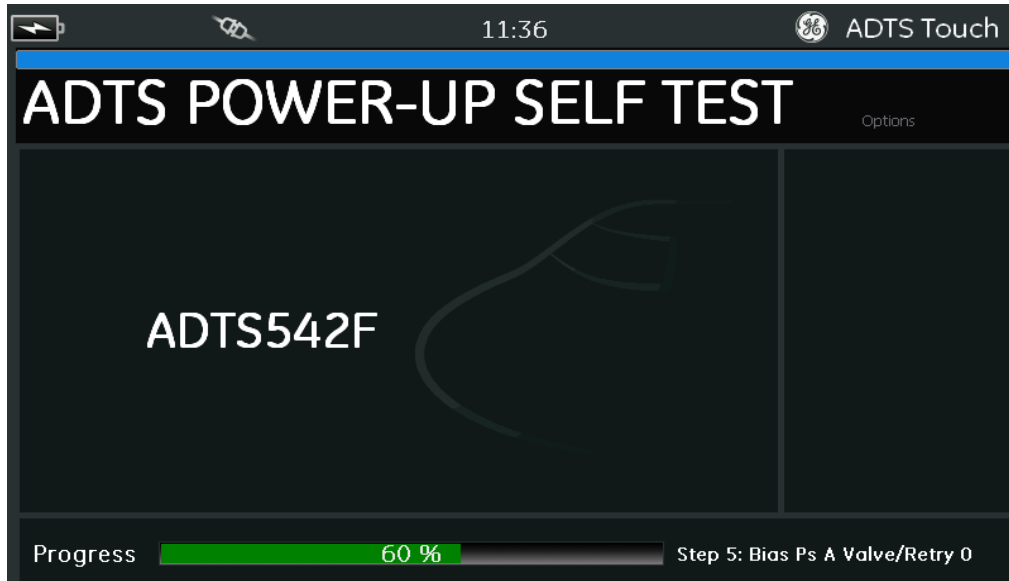 11:36
GE ADTS Touch
ADTS POWER-UP SELF TEST
Options
ADTS542F
Progress 60 % Step 5: Bias Ps A Valve/Retry 0